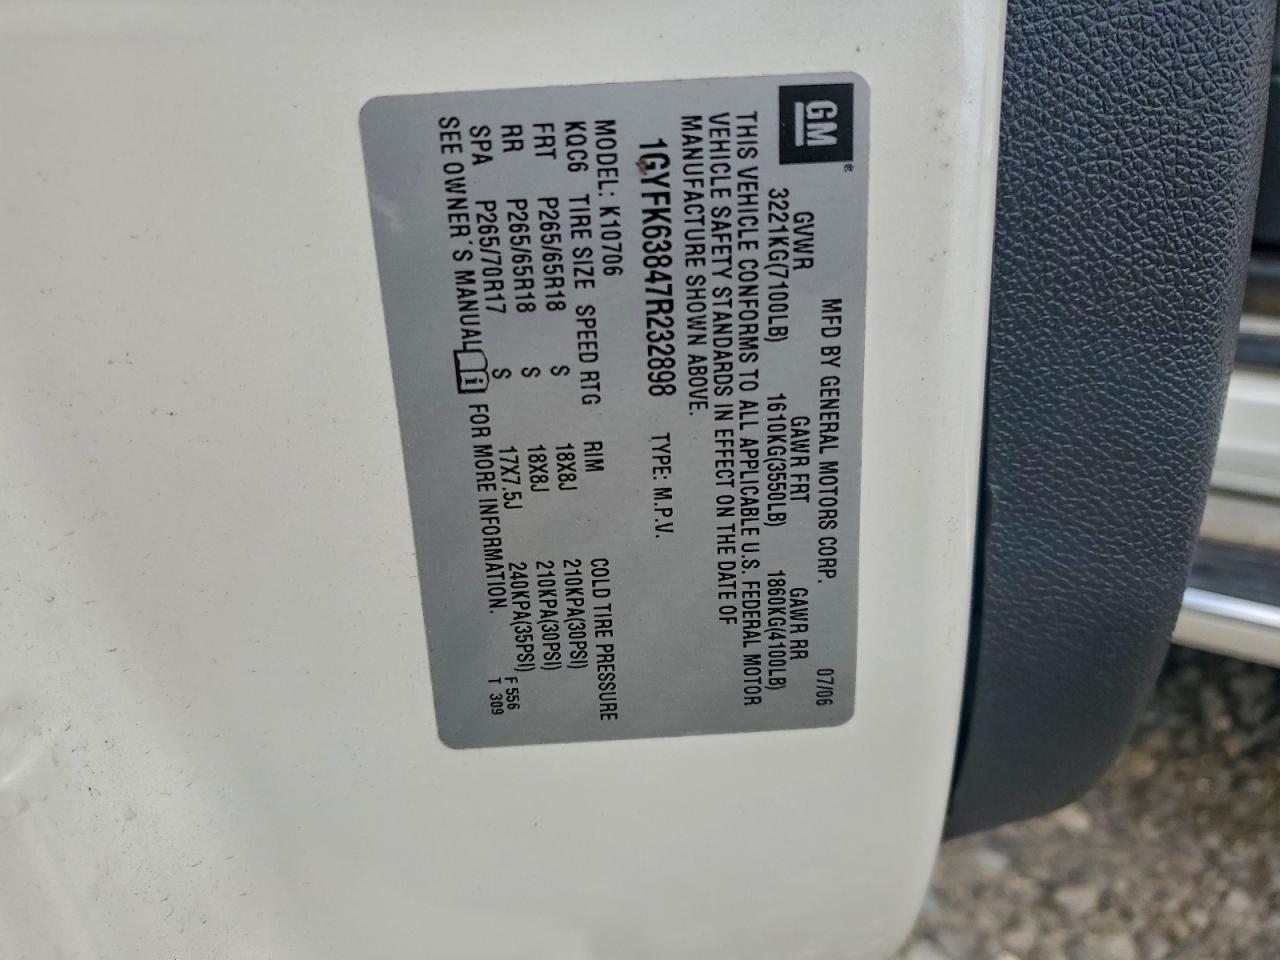 GM®
MFD BY GENERAL MOTORS CORP. 07/06
GVWR GAWR FRT GAWR RR
3221KG(7100LB) 1610KG(3550LB) 1860KG(4100LB)
THIS VEHICLE CONFORMS TO ALL APPLICABLE U.S. FEDERAL MOTOR
VEHICLE SAFETY STANDARDS IN EFFECT ON THE DATE OF
MANUFACTURE SHOWN ABOVE.
1GYFK63847R232898 TYPE: M.P.V.
MODEL: K10706
KQC6 TIRE SIZE SPEED RTG RIM COLD TIRE PRESSURE
FRT P265/65R18 S 18X8J 210KPA(30PSI)
RR P265/65R18 S 18X8J 210KPA(30PSI)
SPA P265/70R17 S 17X7.5J 240KPA(35PSI) F 556
SEE OWNER'S MANUAL i FOR MORE INFORMATION. T 309